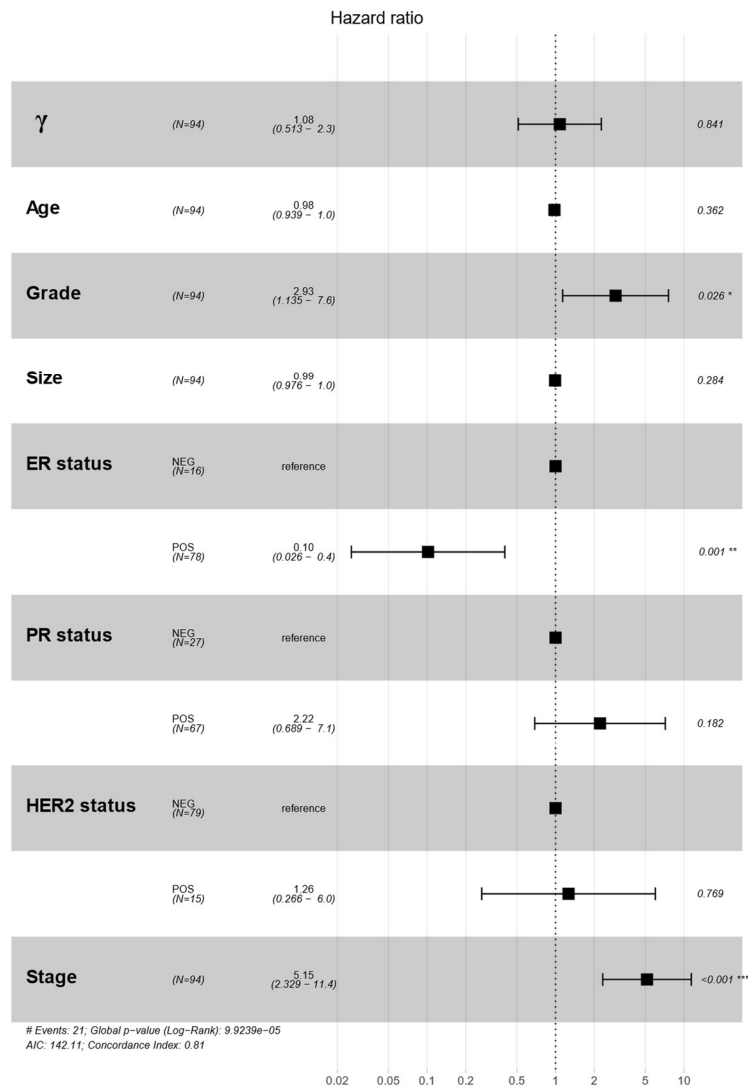 Hazard ratio
γ (N=94) 1.08 0.841
(0.513 − 2.3)
Age (N=94) 0.98 0.362
(0.939 − 1.0)
Grade (N=94) 2.93 0.026 *
(1.135 − 7.6)
Size (N=94) 0.99 0.284
(0.976 − 1.0)
ER status NEG reference
(N=16)
POS 0.10 0.001 **
(N=78) (0.026 − 0.4)
PR status NEG reference
(N=27)
POS 2.22 0.182
(N=67) (0.689 − 7.1)
HER2 status NEG reference
(N=79)
POS 1.26 0.769
(N=15) (0.266 − 6.0)
Stage (N=94) 5.15 <0.001 ***
(2.329 − 11.4)
# Events: 21; Global p−value (Log−Rank): 9.9239e−05
AIC: 142.11; Concordance Index: 0.81
0.02 0.05 0.1 0.2 0.5 1 2 5 10